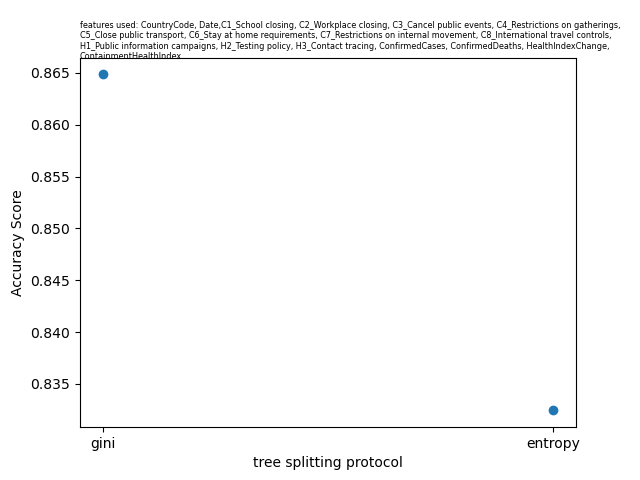 features used: CountryCode, Date,C1_School closing, C2_Workplace closing, C3_Cancel public events, C4_Restrictions on gatherings,
C5_Close public transport, C6_Stay at home requirements, C7_Restrictions on internal movement, C8_International travel controls,
H1_Public information campaigns, H2_Testing policy, H3_Contact tracing, ConfirmedCases, ConfirmedDeaths, HealthIndexChange,
ContainmentHealthIndex
0.865
0.860
0.855
0.850
0.845
0.840
0.835
Accuracy Score
gini entropy
tree splitting protocol